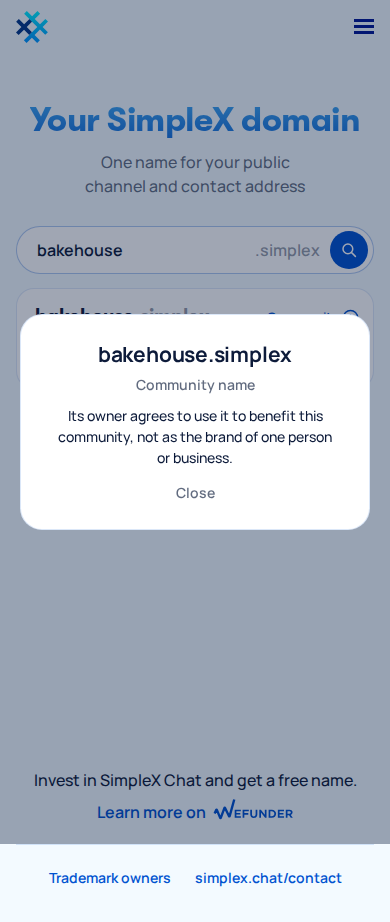 Your SimpleX domain
One name for your public
channel and contact address
bakehouse .simplex
bakehouse.simplex
Community name
Its owner agrees to use it to benefit this
community, not as the brand of one person
or business.
Close
Invest in SimpleX Chat and get a free name.
Learn more on WEFUNDER
Trademark owners simplex.chat/contact